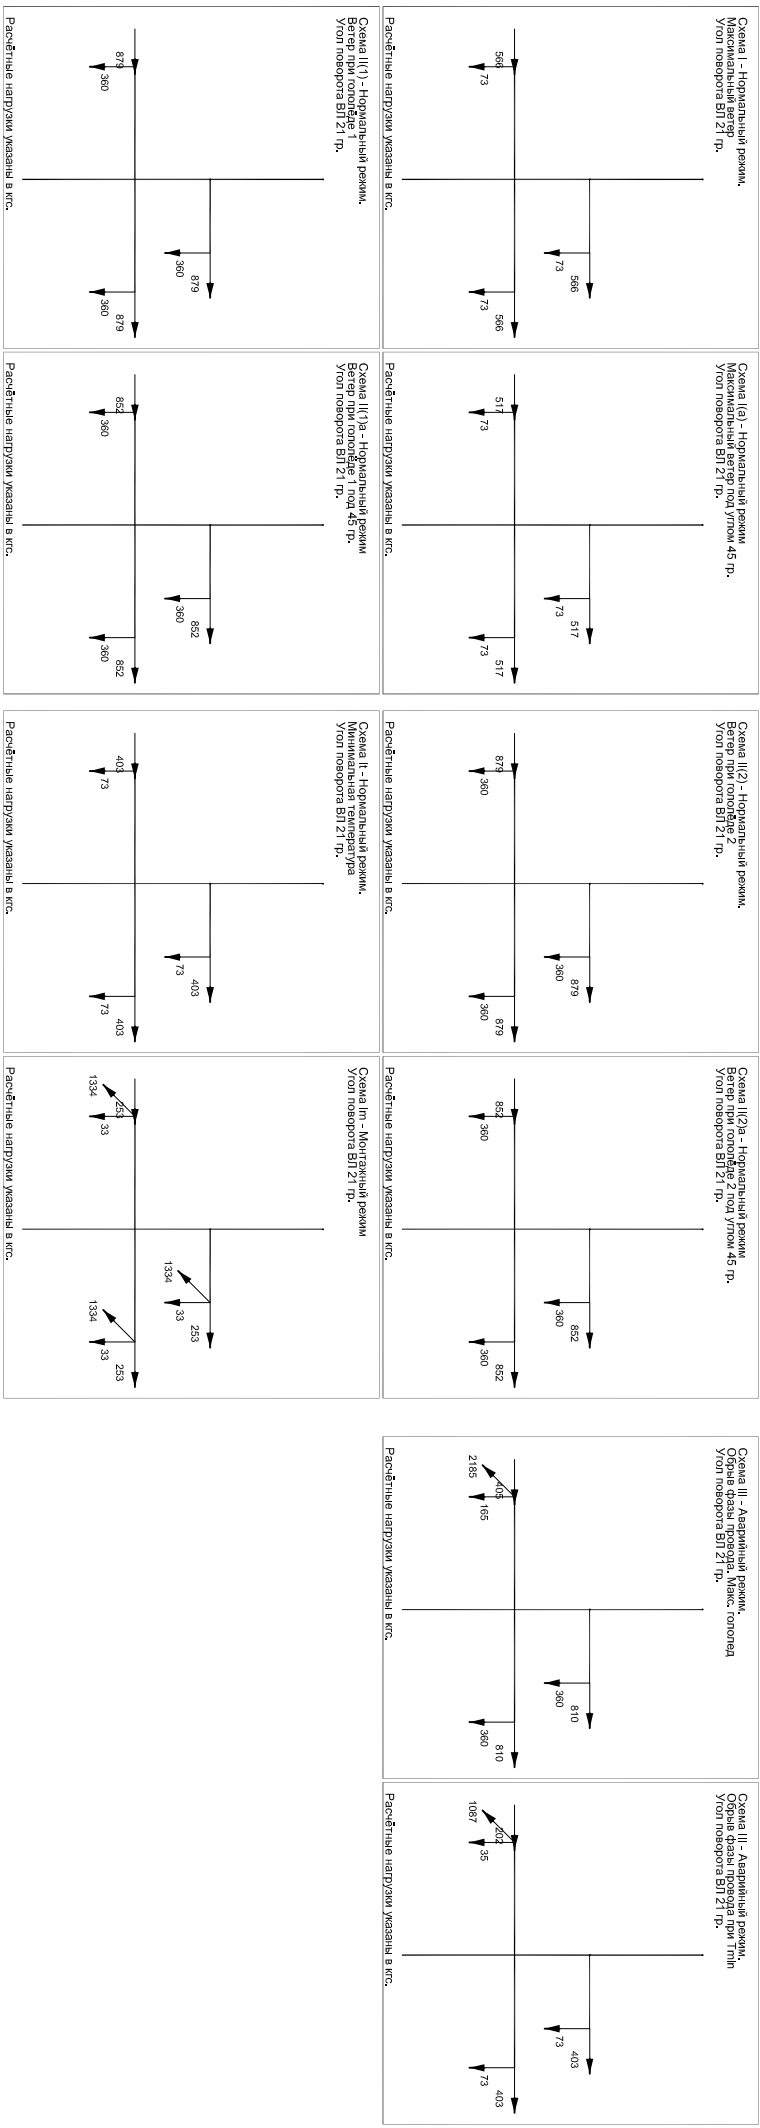 Схема I - Нормальный режим.
Максимальный ветер
Угол поворота ВЛ 21 гр.
566
73
566
73
566
73
Расчётные нагрузки указаны в кгс.
Схема I(а) - Нормальный режим
Максимальный ветер под углом 45 гр.
Угол поворота ВЛ 21 гр.
517
73
517
73
517
73
Расчётные нагрузки указаны в кгс.
Схема II(2) - Нормальный режим.
Ветер при гололёде 2
Угол поворота ВЛ 21 гр.
879
360
879
360
879
360
Расчётные нагрузки указаны в кгс.
Схема II(2)а - Нормальный режим
Ветер при гололёде 2 под углом 45 гр.
Угол поворота ВЛ 21 гр.
852
360
852
360
852
360
Расчётные нагрузки указаны в кгс.
Схема III - Аварийный режим.
Обрыв фазы провода. Макс. гололед
Угол поворота ВЛ 21 гр.
810
360
2185
405
165
810
360
Расчётные нагрузки указаны в кгс.
Схема III - Аварийный режим.
Обрыв фазы провода при Tmin
Угол поворота ВЛ 21 гр.
403
73
1087
202
35
403
73
Расчётные нагрузки указаны в кгс.
Схема II(1) - Нормальный режим.
Ветер при гололёде 1
Угол поворота ВЛ 21 гр.
879
360
879
360
879
360
Расчётные нагрузки указаны в кгс.
Схема II(1)а - Нормальный режим
Ветер при гололёде 1 под 45 гр.
Угол поворота ВЛ 21 гр.
852
360
852
360
852
360
Расчётные нагрузки указаны в кгс.
Схема It - Нормальный режим.
Минимальная температура
Угол поворота ВЛ 21 гр.
403
73
403
73
403
73
Расчётные нагрузки указаны в кгс.
Схема Im - Монтажный режим
Угол поворота ВЛ 21 гр.
253
1334
33
253
1334
33
253
1334
33
Расчётные нагрузки указаны в кгс.